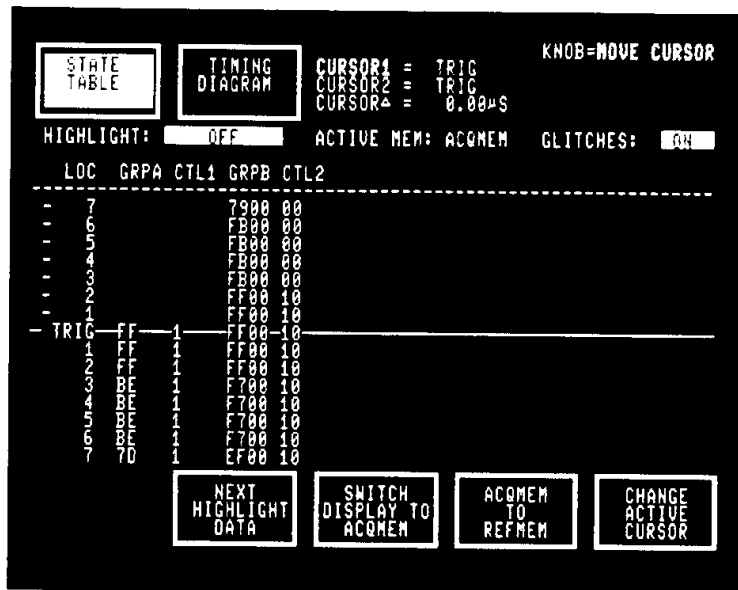 KNOB=MOVE CURSOR
STATE
TABLE
TIMING
DIAGRAM
CURSOR1 = TRIG
CURSOR2 = TRIG
CURSOR△ = 0.00µS
HIGHLIGHT: OFF ACTIVE MEM: ACQMEM GLITCHES: ON
LOC GRPA CTL1 GRPB CTL2
- 7 7900 00
- 6 FB00 00
- 5 FB00 00
- 4 FB00 00
- 3 FB00 00
- 2 FF00 10
- 1 FF00 10
- TRIG FF 1 FF00 10
1 FF 1 FF00 10
2 FF 1 FF00 10
3 BE 1 F700 10
4 BE 1 F700 10
5 BE 1 F700 10
6 BE 1 F700 10
7 7D 1 EF00 10
NEXT
HIGHLIGHT
DATA
SWITCH
DISPLAY TO
ACQMEM
ACQMEM
TO
REFMEM
CHANGE
ACTIVE
CURSOR